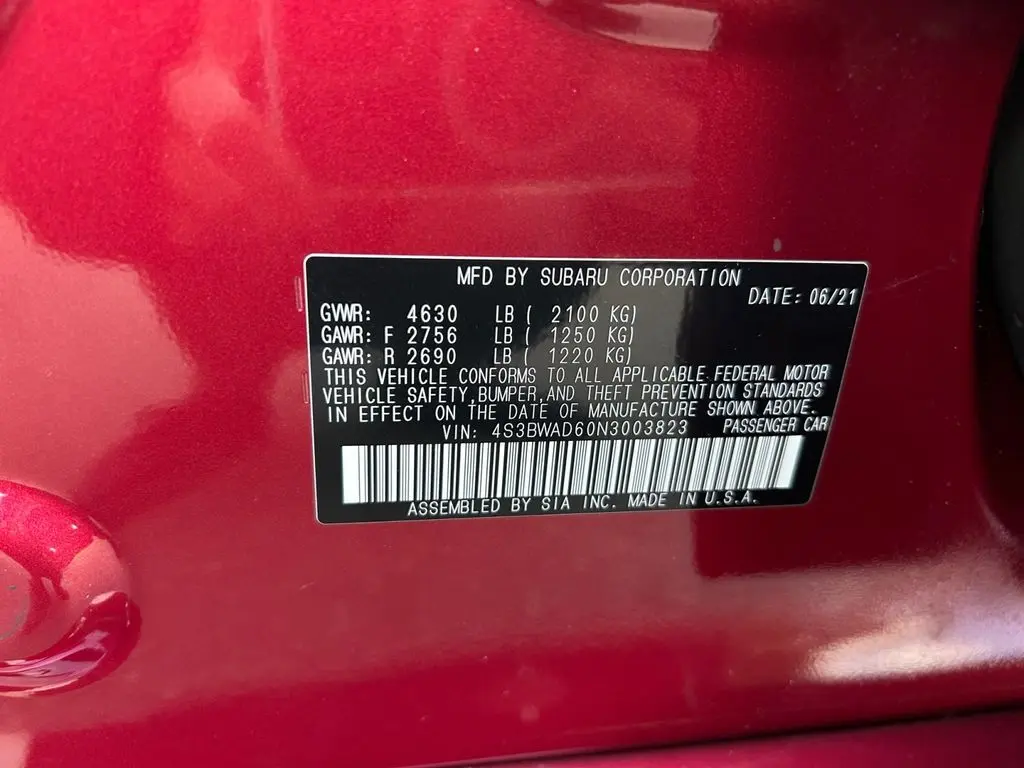 MFD BY SUBARU CORPORATION
DATE: 06/21
GVWR: 4630 LB ( 2100 KG)
GAWR: F 2756 LB ( 1250 KG)
GAWR: R 2690 LB ( 1220 KG)
THIS VEHICLE CONFORMS TO ALL APPLICABLE FEDERAL MOTOR
VEHICLE SAFETY, BUMPER, AND THEFT PREVENTION STANDARDS
IN EFFECT ON THE DATE OF MANUFACTURE SHOWN ABOVE.
VIN: 4S3BWAD60N3003823 PASSENGER CAR
ASSEMBLED BY SIA INC. MADE IN U.S.A.